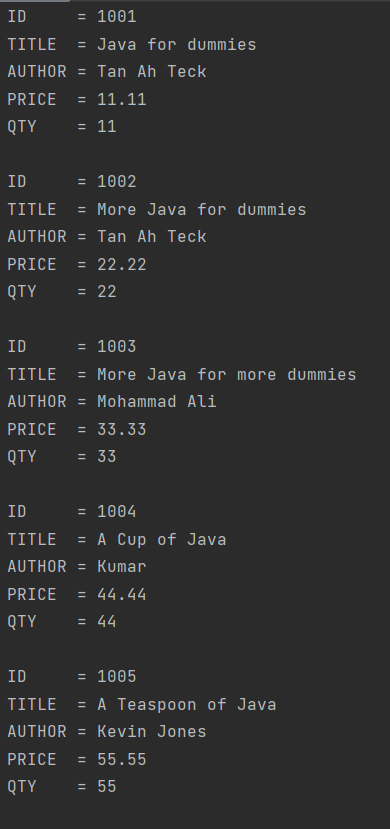 ID     = 1001
TITLE  = Java for dummies
AUTHOR = Tan Ah Teck
PRICE  = 11.11
QTY    = 11

ID     = 1002
TITLE  = More Java for dummies
AUTHOR = Tan Ah Teck
PRICE  = 22.22
QTY    = 22

ID     = 1003
TITLE  = More Java for more dummies
AUTHOR = Mohammad Ali
PRICE  = 33.33
QTY    = 33

ID     = 1004
TITLE  = A Cup of Java
AUTHOR = Kumar
PRICE  = 44.44
QTY    = 44

ID     = 1005
TITLE  = A Teaspoon of Java
AUTHOR = Kevin Jones
PRICE  = 55.55
QTY    = 55